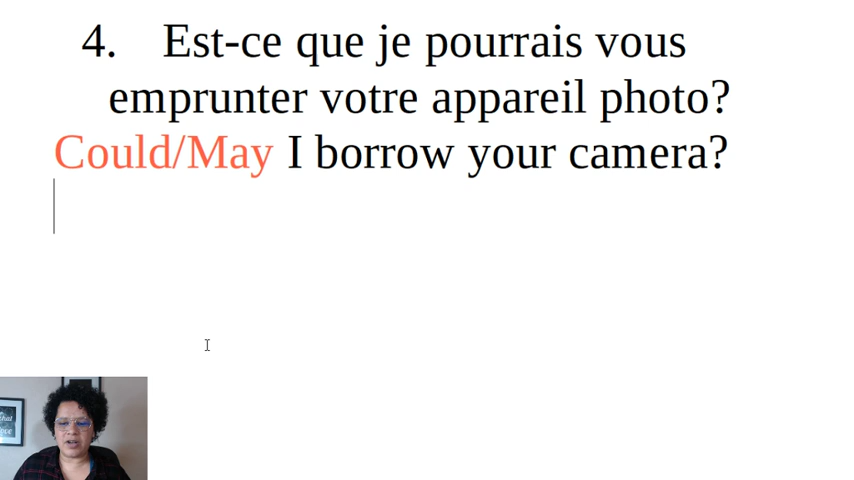 4. Est-ce que je pourrais vous
emprunter votre appareil photo?
Could/May I borrow your camera?